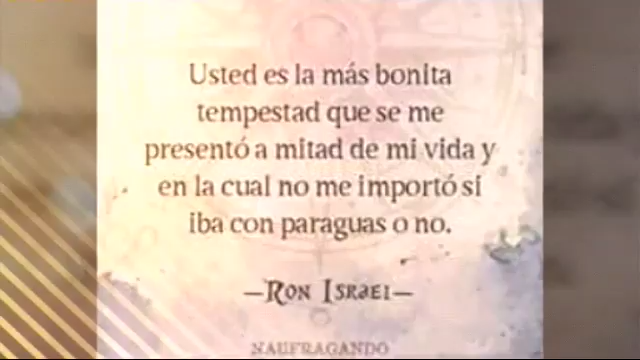 Usted es la más bonita
tempestad que se me
presentó a mitad de mi vida y
en la cual no me importó si
iba con paraguas o no.
—Ron Israel—
NAUFRAGANDO